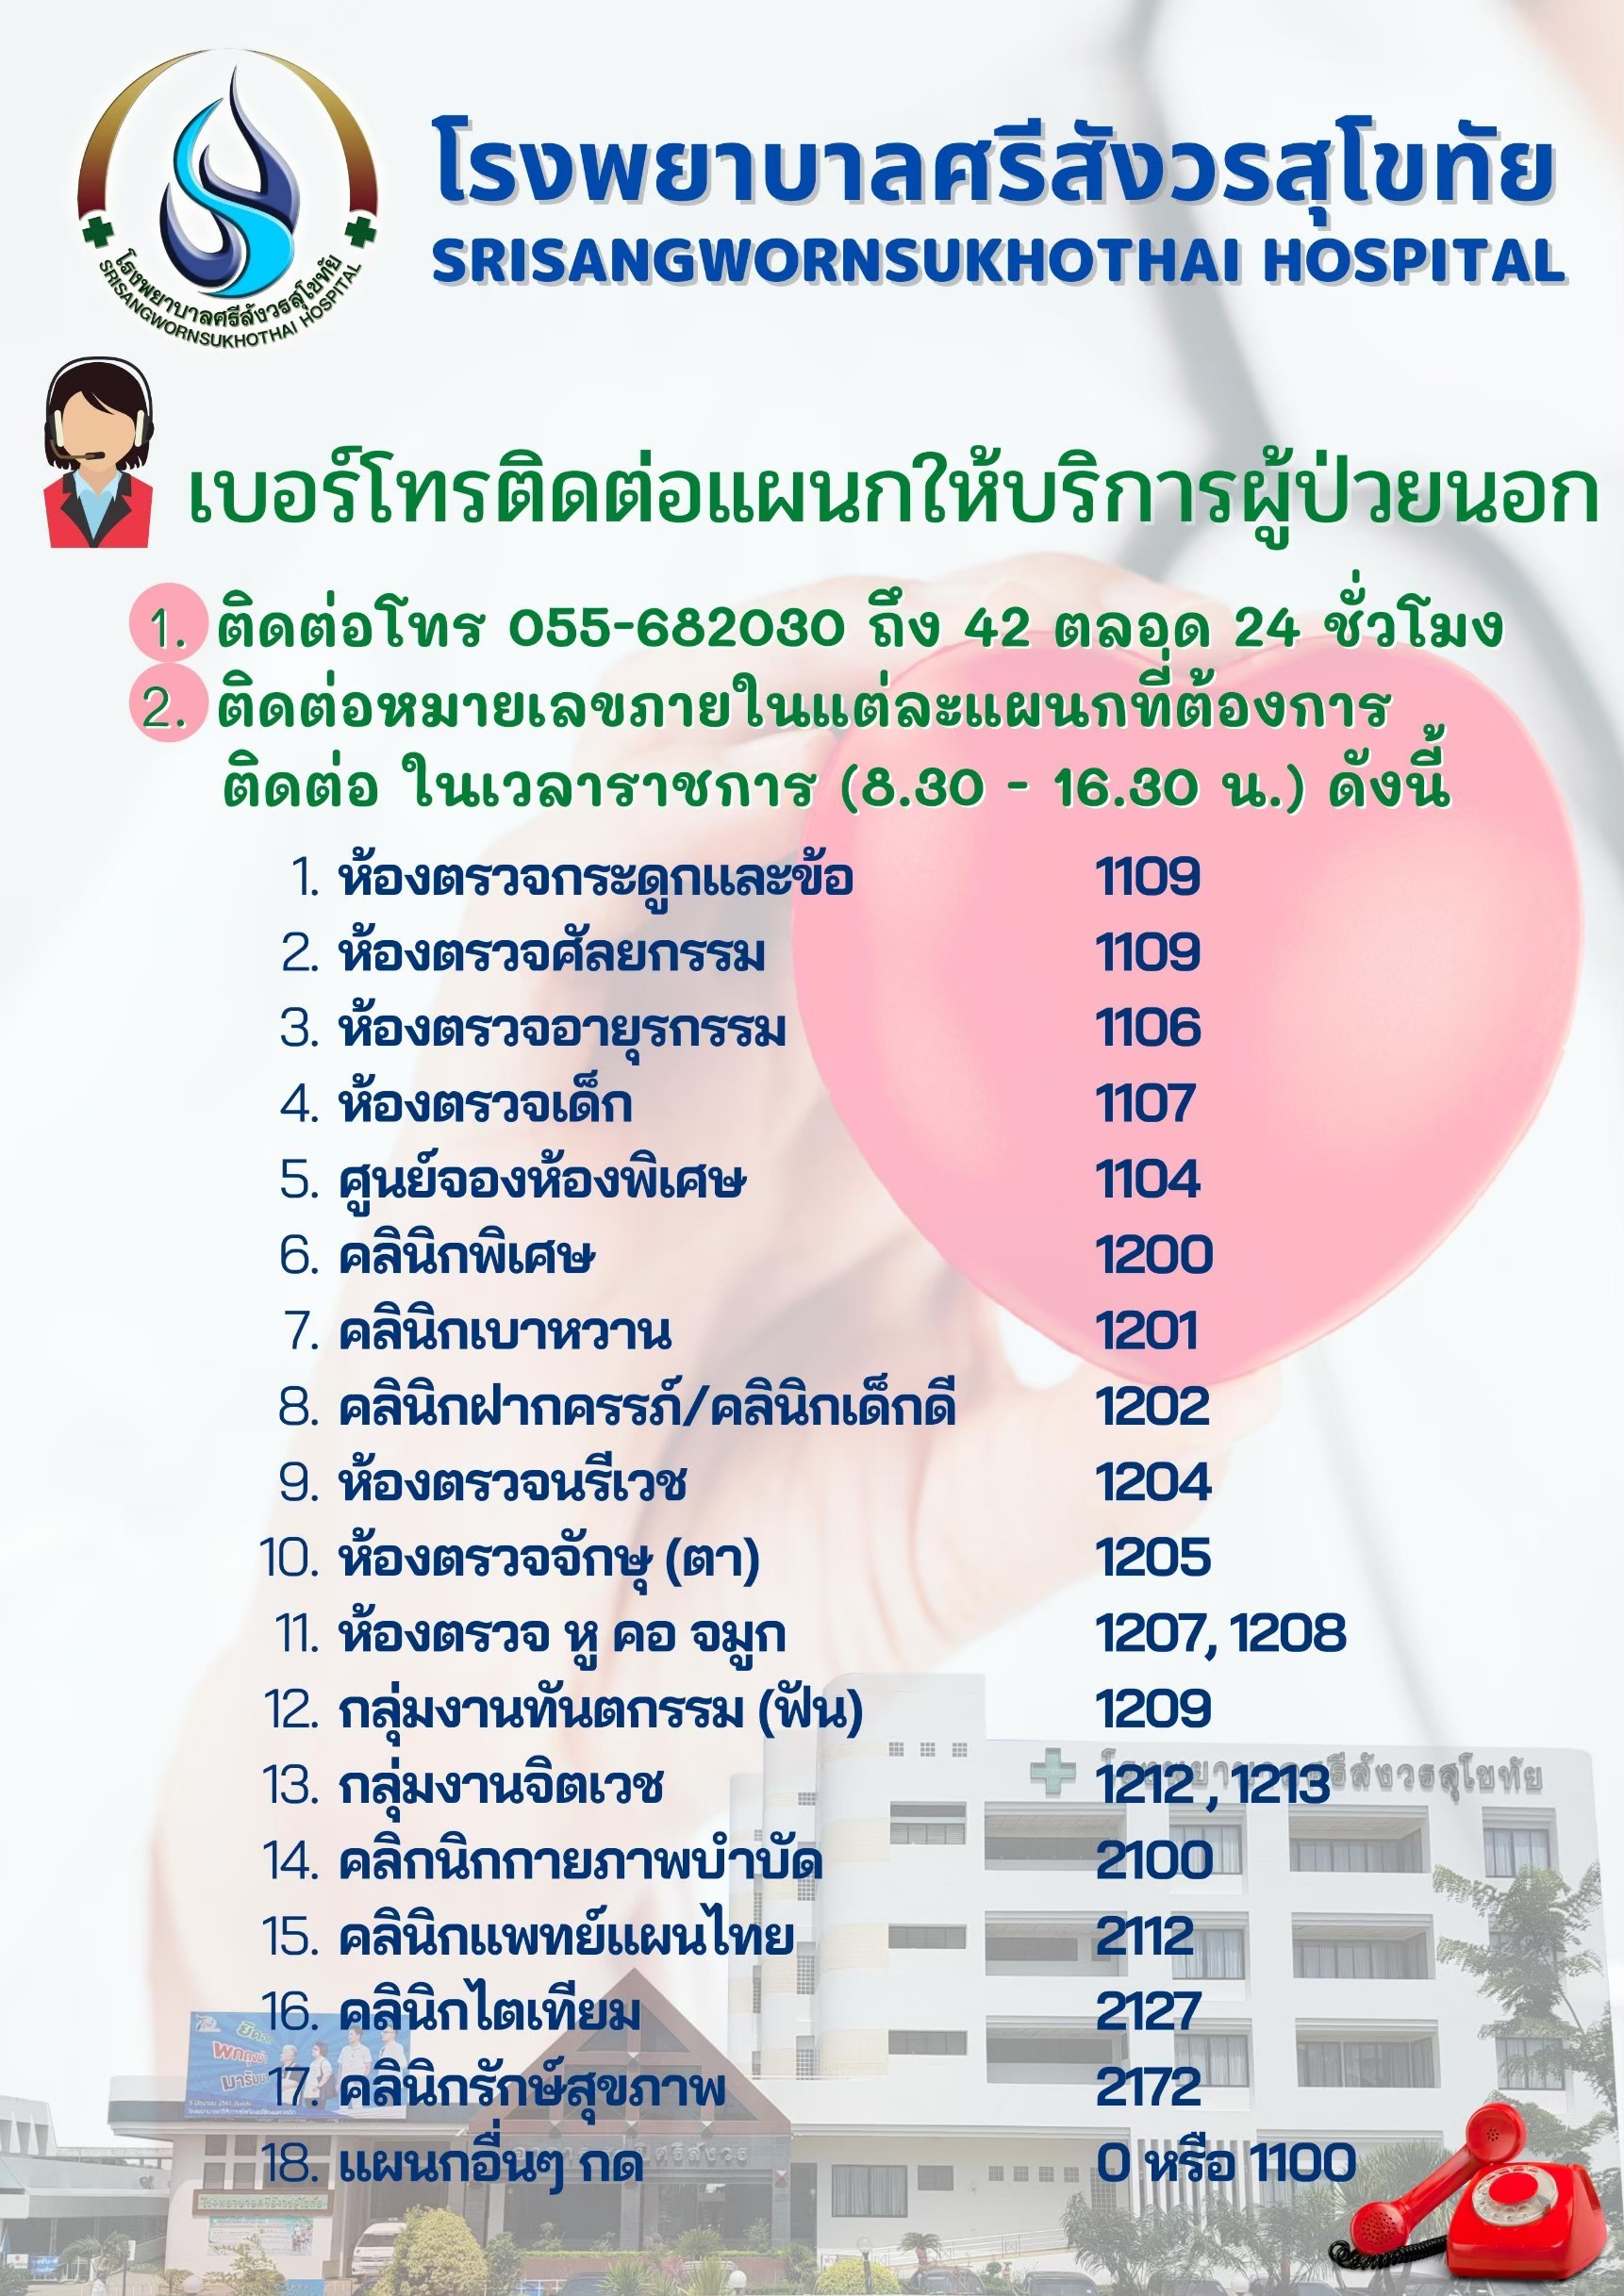 โรงพยาบาลศรีสังวรสุโขทัย
SRISANGWORNSUKHOTHAI HOSPITAL
โรงพยาบาลศรีสังวรสุโขทัย
SRISANGWORNSUKHOTHAI HOSPITAL
เบอร์โทรติดต่อแผนกให้บริการผู้ป่วยนอก
1. ติดต่อโทร 055-682030 ถึง 42 ตลอด 24 ชั่วโมง
2. ติดต่อหมายเลขภายในแต่ละแผนกที่ต้องการ
ติดต่อ ในเวลาราชการ (8.30 - 16.30 น.) ดังนี้
1. ห้องตรวจกระดูกและข้อ 1109
2. ห้องตรวจศัลยกรรม 1109
3. ห้องตรวจอายุรกรรม 1106
4. ห้องตรวจเด็ก 1107
5. ศูนย์จองห้องพิเศษ 1104
6. คลินิกพิเศษ 1200
7. คลินิกเบาหวาน 1201
8. คลินิกฝากครรภ์/คลินิกเด็กดี 1202
9. ห้องตรวจนรีเวช 1204
10. ห้องตรวจจักษุ (ตา) 1205
11. ห้องตรวจ หู คอ จมูก 1207, 1208
12. กลุ่มงานทันตกรรม (ฟัน) 1209
โรงพยาบาลศรีสังวรสุโขทัย
13. กลุ่มงานจิตเวช 1212 , 1213
14. คลิกนิกกายภาพบำบัด 2100
15. คลินิกแพทย์แผนไทย 2112
16. คลินิกไตเทียม 2127
17. คลินิกรักษ์สุขภาพ 2172
18. แผนกอื่นๆ กด 0 หรือ 1100
โรงพยาบาลศรีสังวรสุโขทัย